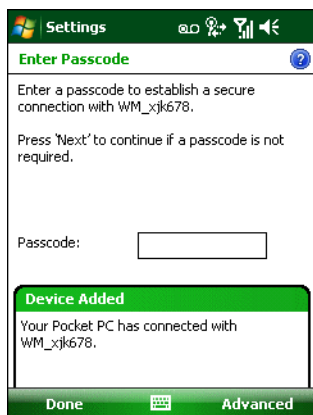 Settings
Enter Passcode
Enter a passcode to establish a secure
connection with WM_xjk678.
Press 'Next' to continue if a passcode is not
required.
Passcode:
Device Added
Your Pocket PC has connected with
WM_xjk678.
Done Advanced